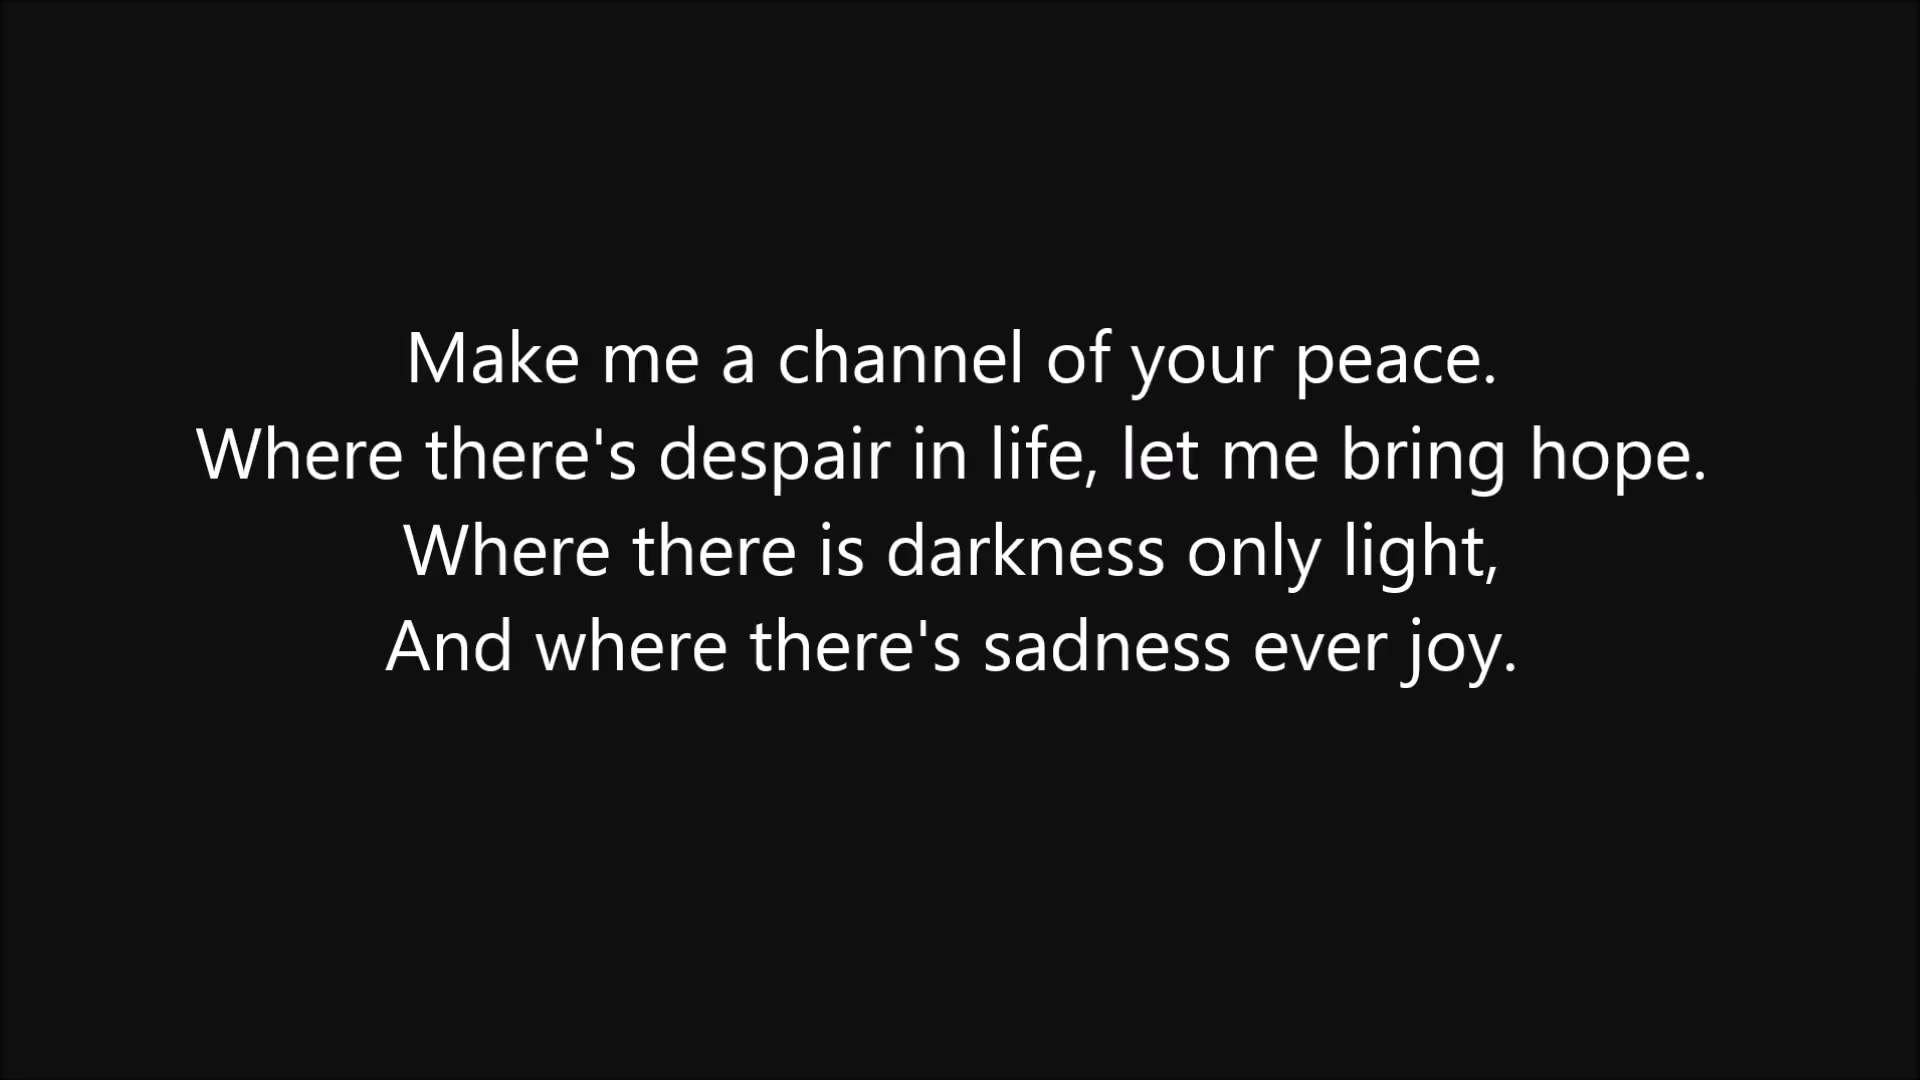 Make me a channel of your peace.
Where there's despair in life, let me bring hope.
Where there is darkness only light,
And where there's sadness ever joy.